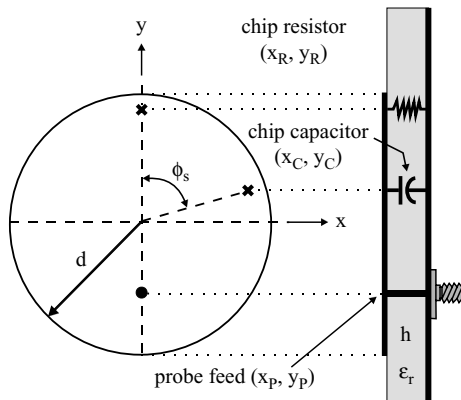 y
chip resistor
(x_R, y_R)
chip capacitor
(x_C, y_C)
ϕ_s
x
d
h
ε_r
probe feed (x_P, y_P)